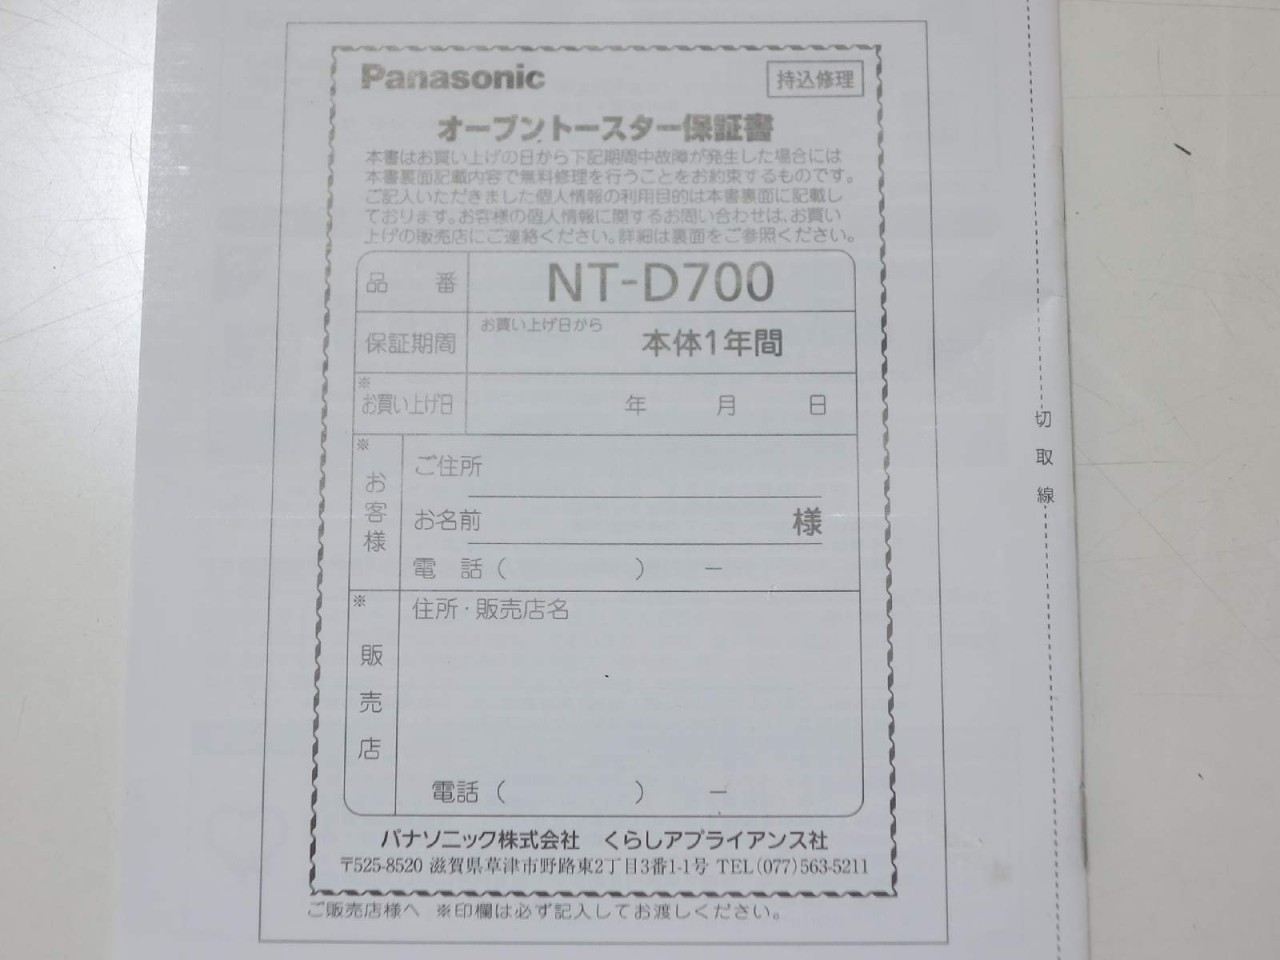 Panasonic
持込修理
オーブントースター保証書
本書はお買い上げの日から下記期間中故障が発生した場合には
本書裏面記載内容で無料修理を行うことをお約束するものです。
ご記入いただきました個人情報の利用目的は本書裏面に記載し
ております。お客様の個人情報に関するお問い合わせは、お買い
上げの販売店にご連絡ください。詳細は裏面をご参照ください。
品 番 NT-D700
保証期間 お買い上げ日から 本体1年間
※お買い上げ日 年 月 日
※お客様
ご住所
お名前 様
電 話 ( ) −
※販売店
住所・販売店名
電話 ( ) −
パナソニック株式会社 くらしアプライアンス社
〒525-8520 滋賀県草津市野路東2丁目3番1-1号 TEL(077)563-5211
ご販売店様へ ※印欄は必ず記入してお渡しください。
切取線